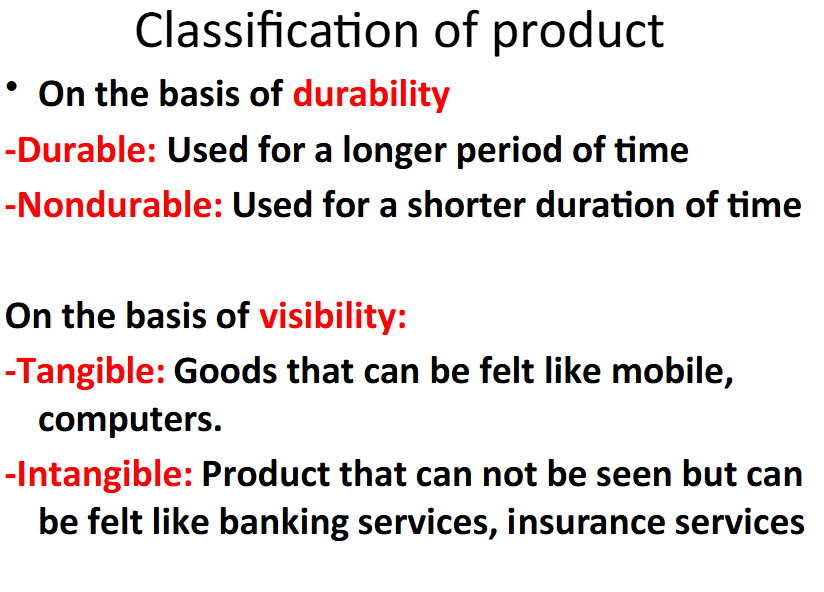 Classification of product
• On the basis of durability
-Durable: Used for a longer period of time
-Nondurable: Used for a shorter duration of time
On the basis of visibility:
-Tangible: Goods that can be felt like mobile,
computers.
-Intangible: Product that can not be seen but can
be felt like banking services, insurance services